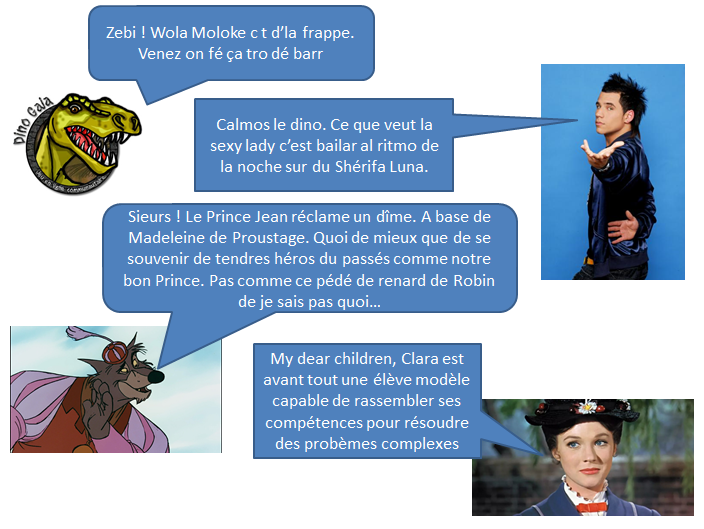 Zebi ! Wola Moloke c t d’la frappe.
Venez on fé ça tro dé barr
Dino Gaia
Calmos le dino. Ce que veut la
sexy lady c’est bailar al ritmo de
la noche sur du Shérifa Luna.
Sieurs ! Le Prince Jean réclame un dîme. A base de
Madeleine de Proustage. Quoi de mieux que de se
souvenir de tendres héros du passés comme notre
bon Prince. Pas comme ce pédé de renard de Robin
de je sais pas quoi…
My dear children, Clara est
avant tout une élève modèle
capable de rassembler ses
compétences pour résoudre
des probèmes complexes